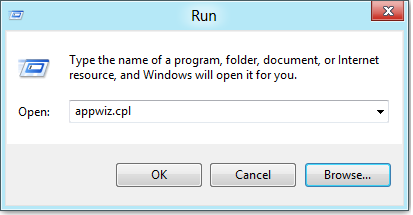 Run
Type the name of a program, folder, document, or Internet
resource, and Windows will open it for you.
Open: appwiz.cpl
OK Cancel Browse...